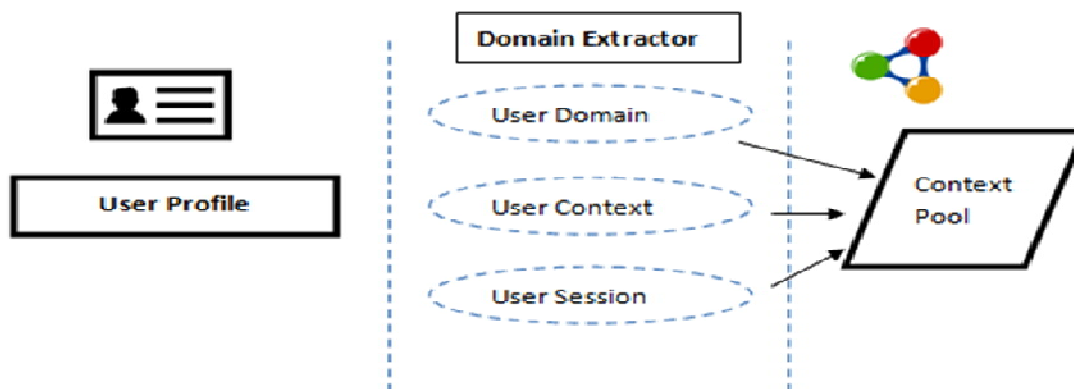 Domain Extractor
User Domain
User Profile
User Context
Context
Pool
User Session